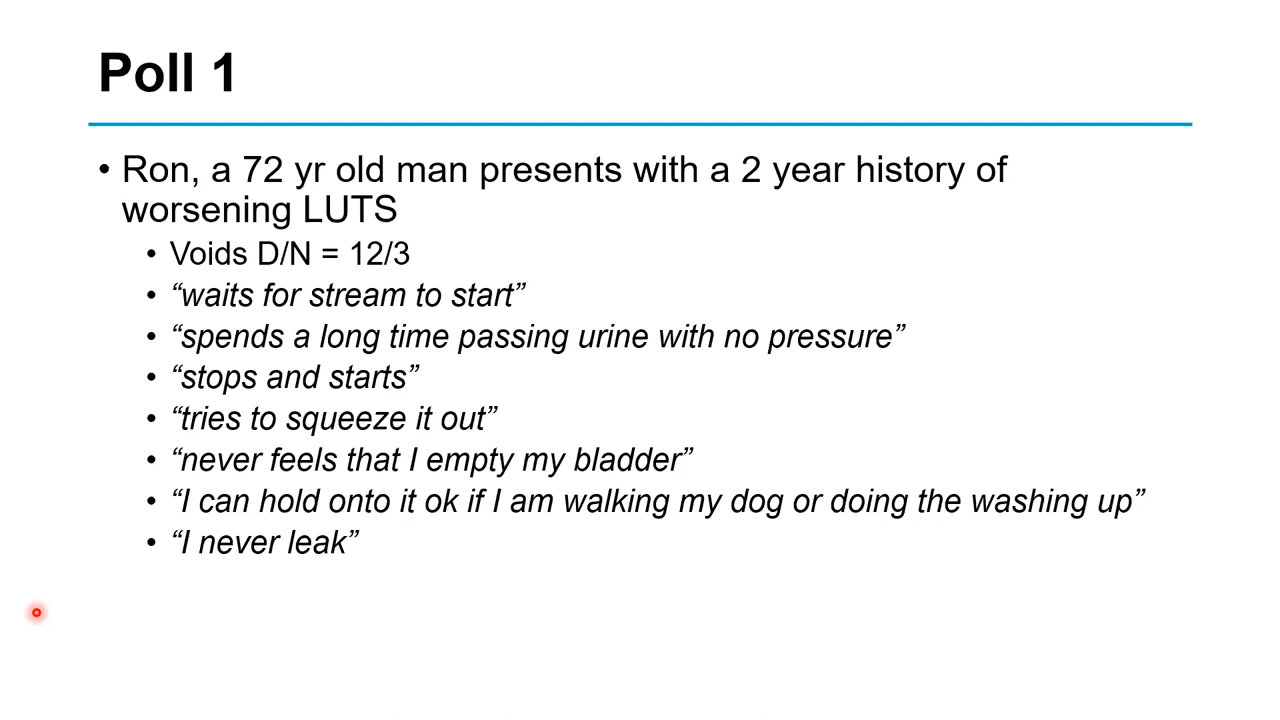 Poll 1
• Ron, a 72 yr old man presents with a 2 year history of
worsening LUTS
• Voids D/N = 12/3
• “waits for stream to start”
• “spends a long time passing urine with no pressure”
• “stops and starts”
• “tries to squeeze it out”
• “never feels that I empty my bladder”
• “I can hold onto it ok if I am walking my dog or doing the washing up”
• “I never leak”